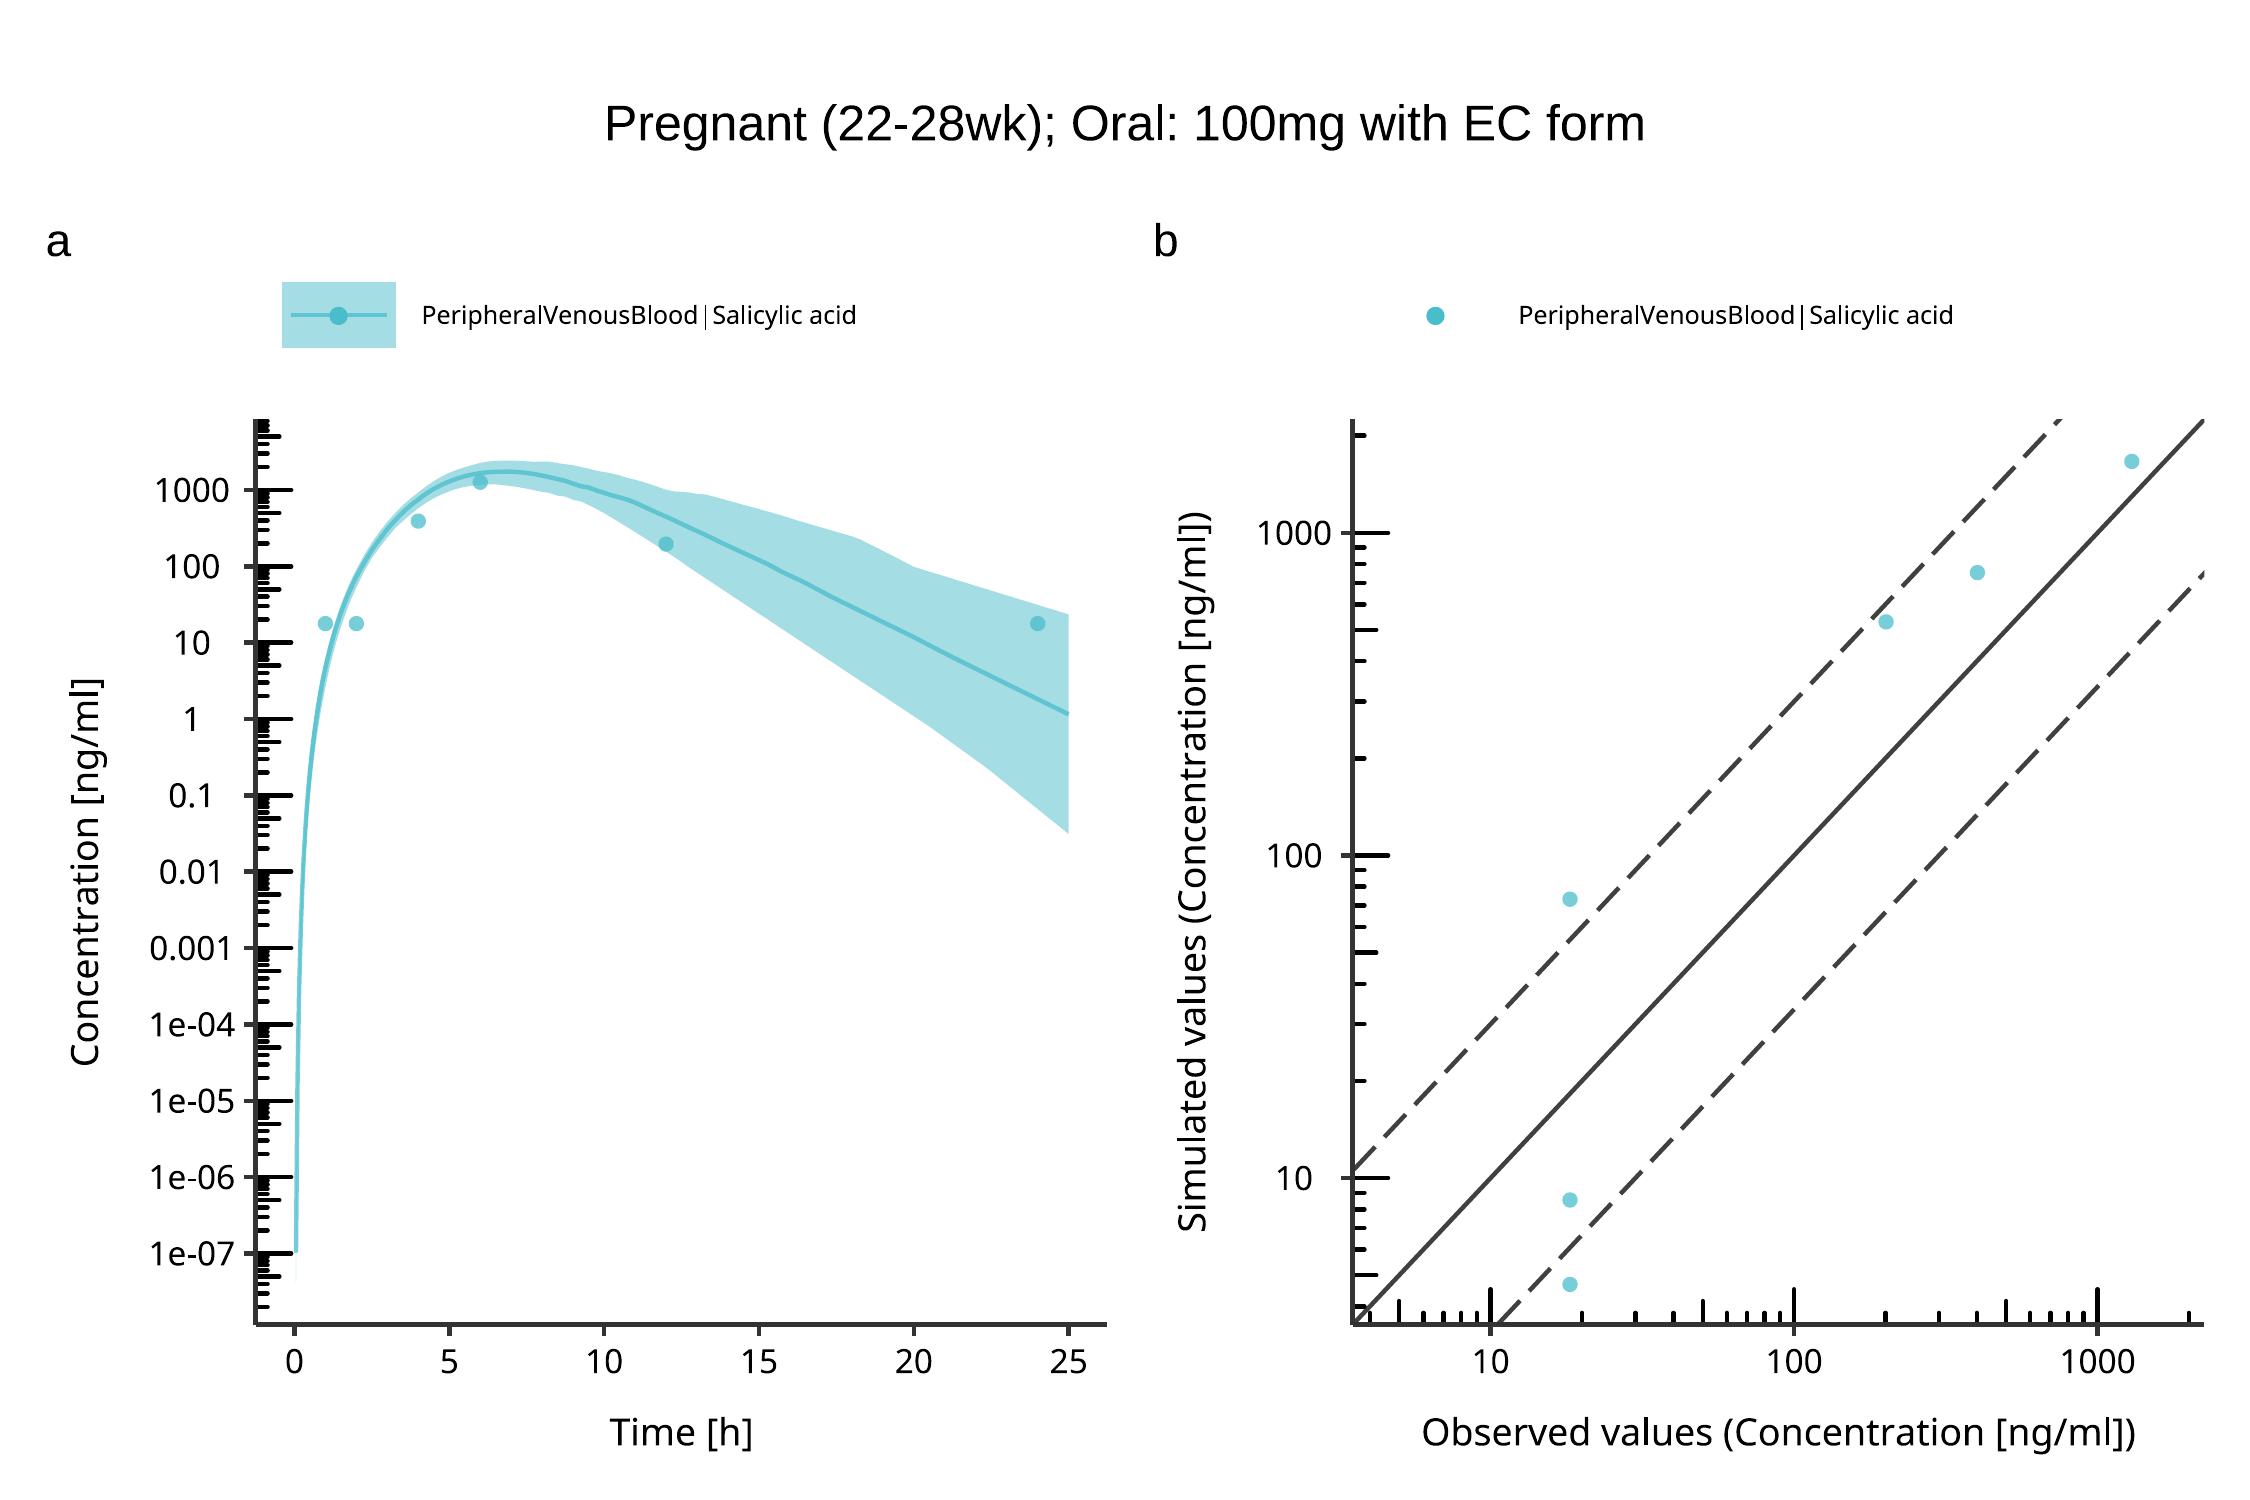 Pregnant (22-28wk); Oral: 100mg with EC form
a
PeripheralVenousBlood|Salicylic acid
Concentration [ng/ml]
1000
100
10
1
0.1
0.01
0.001
1e-04
1e-05
1e-06
1e-07
0 5 10 15 20 25
Time [h]
b
PeripheralVenousBlood|Salicylic acid
Simulated values (Concentration [ng/ml])
1000
100
10
10 100 1000
Observed values (Concentration [ng/ml])